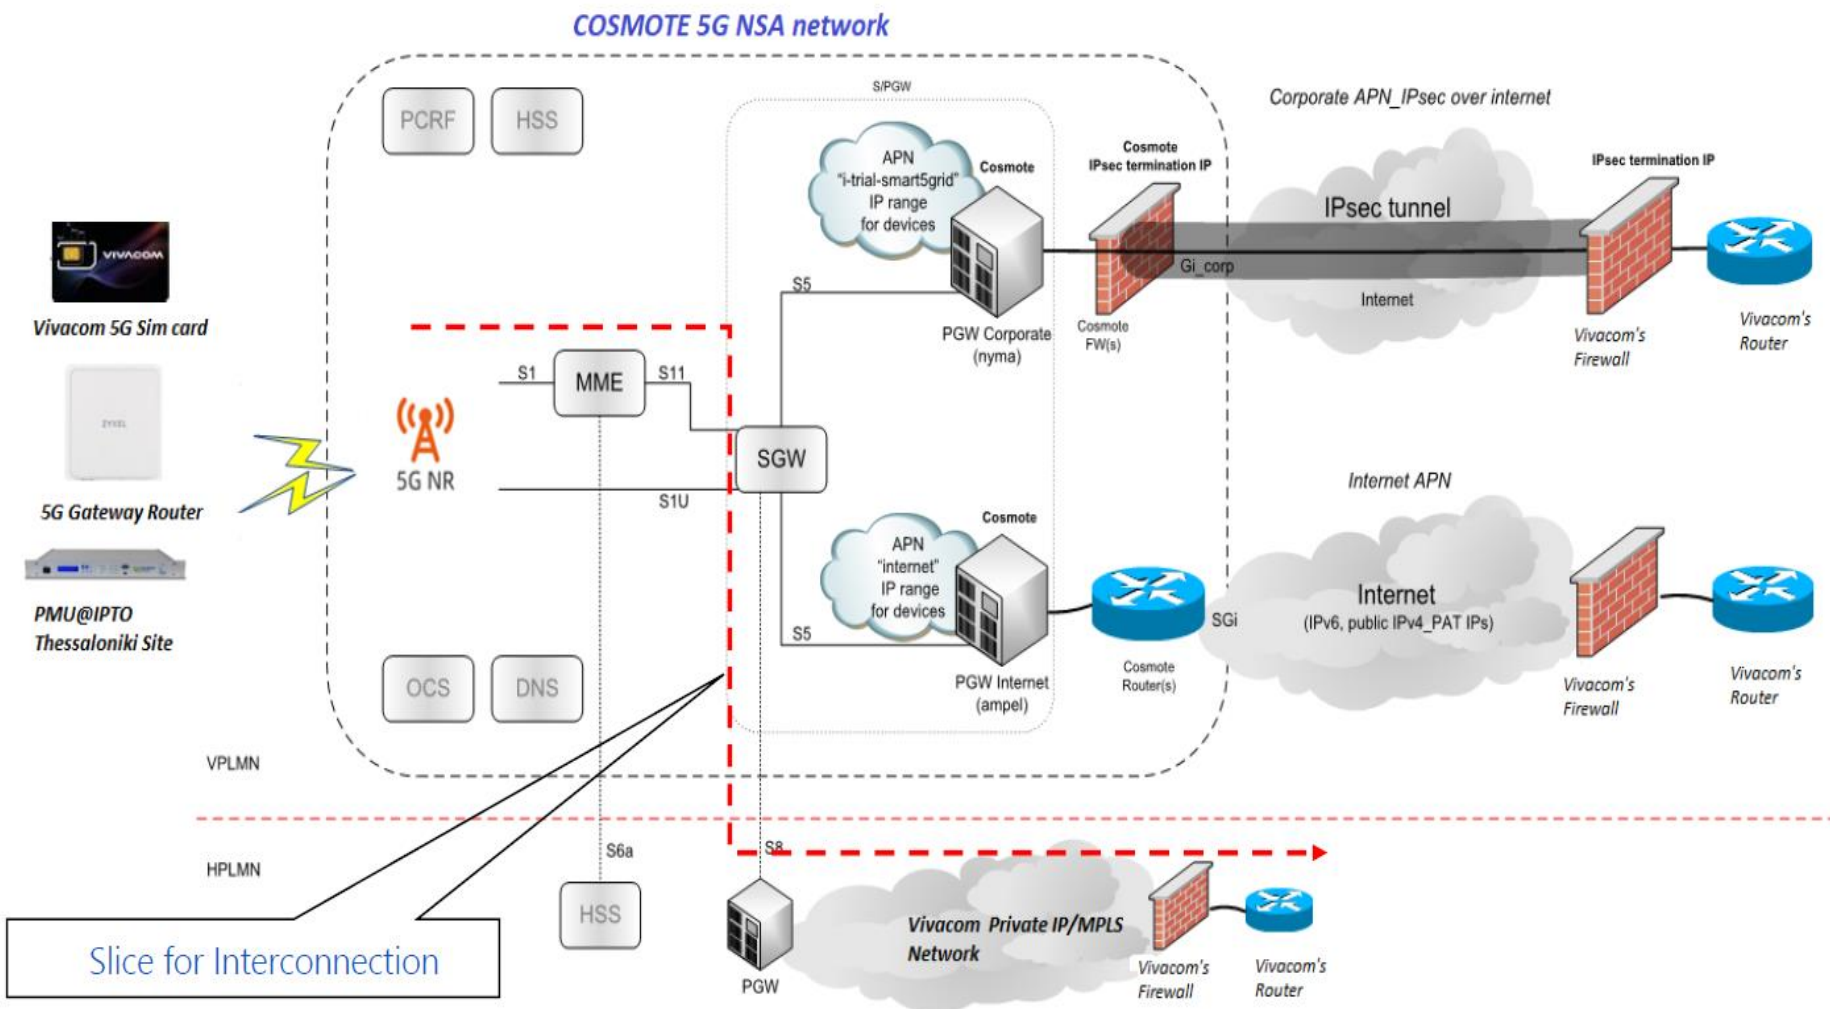 COSMOTE 5G NSA network
S/PGW
PCRF
HSS
Corporate APN_IPsec over internet
APN
"i-trial-smart5grid"
IP range
for devices
Cosmote
Cosmote
IPsec termination IP
IPsec termination IP
IPsec tunnel
Gi_corp
Internet
VIVACOM
Vivacom 5G Sim card
S5
PGW Corporate
(nyma)
Cosmote
FW(s)
Vivacom's
Firewall
Vivacom's
Router
S1
MME
S11
ZYXEL
5G NR
SGW
S1U
5G Gateway Router
Internet APN
Cosmote
APN
"internet"
IP range
for devices
Internet
(IPv6, public IPv4_PAT IPs)
SGi
PMU@IPTO
Thessaloniki Site
S5
OCS
DNS
PGW Internet
(ampel)
Cosmote
Router(s)
Vivacom's
Firewall
Vivacom's
Router
VPLMN
HPLMN
S6a
S8
HSS
Slice for Interconnection
PGW
Vivacom Private IP/MPLS
Network
Vivacom's
Firewall
Vivacom's
Router